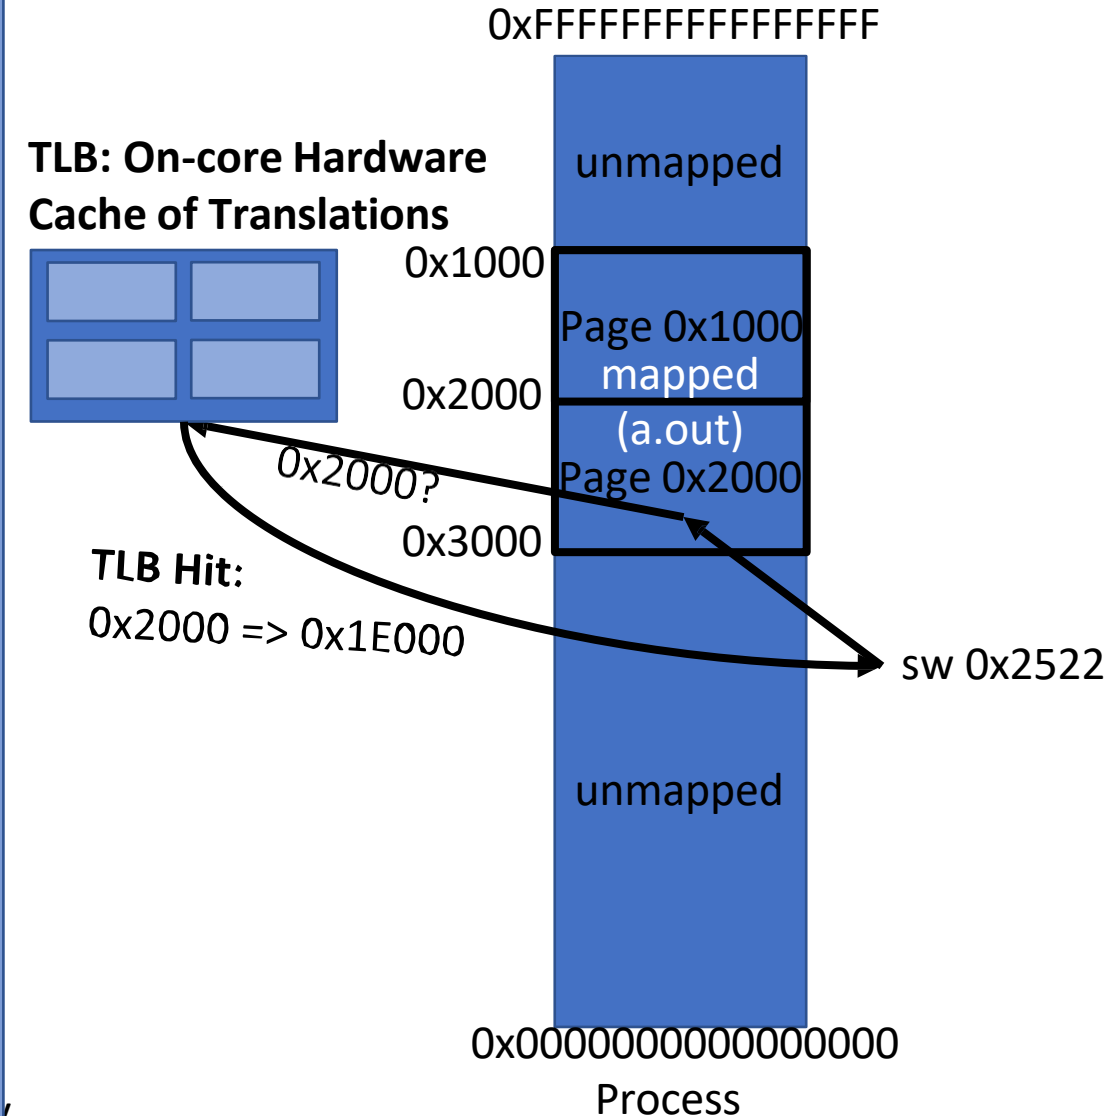 0xFFFFFFFFFFFFFFFF
unmapped
TLB: On-core Hardware
Cache of Translations
0x1000
Page 0x1000
mapped
0x2000
(a.out)
0x2000?
Page 0x2000
0x3000
TLB Hit:
0x2000 => 0x1E000
sw 0x2522
unmapped
0x0000000000000000
Process